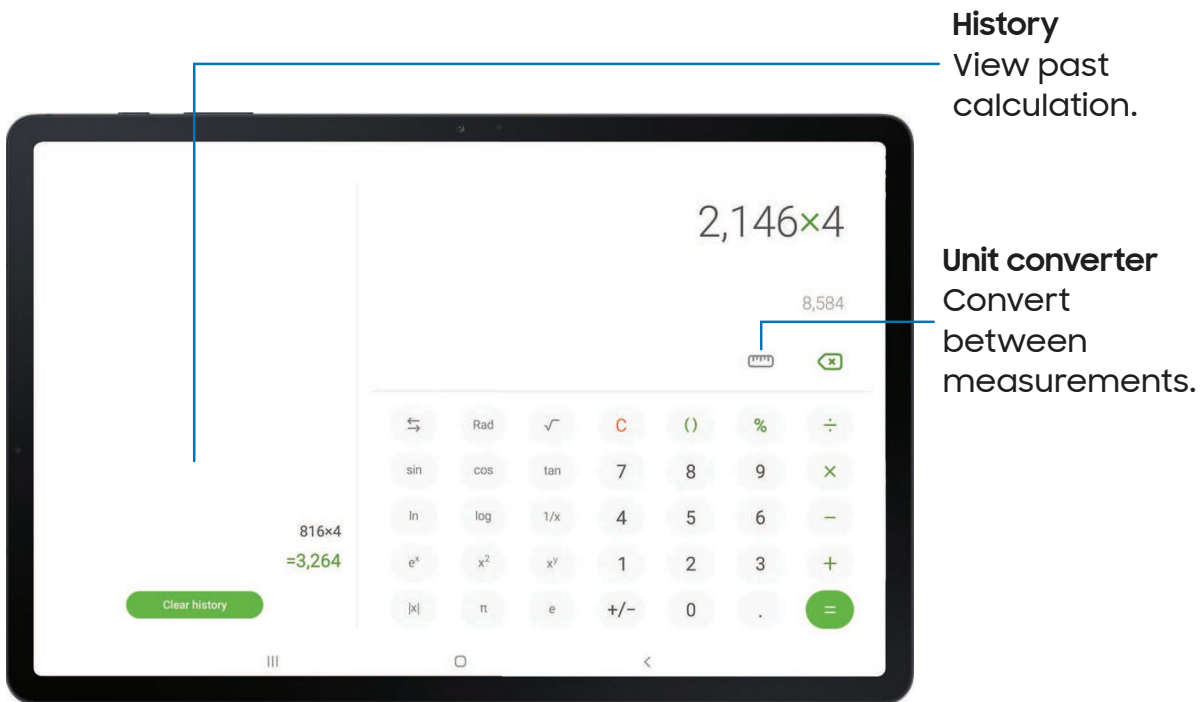 History
View past
calculation.
2,146×4
8,584
Unit converter
Convert
between
measurements.
Rad √ C () % ÷
sin cos tan 7 8 9 ×
ln log 1/x 4 5 6 −
eˣ x² xʸ 1 2 3 +
|x| π e +/− 0 . =
816×4
=3,264
Clear history